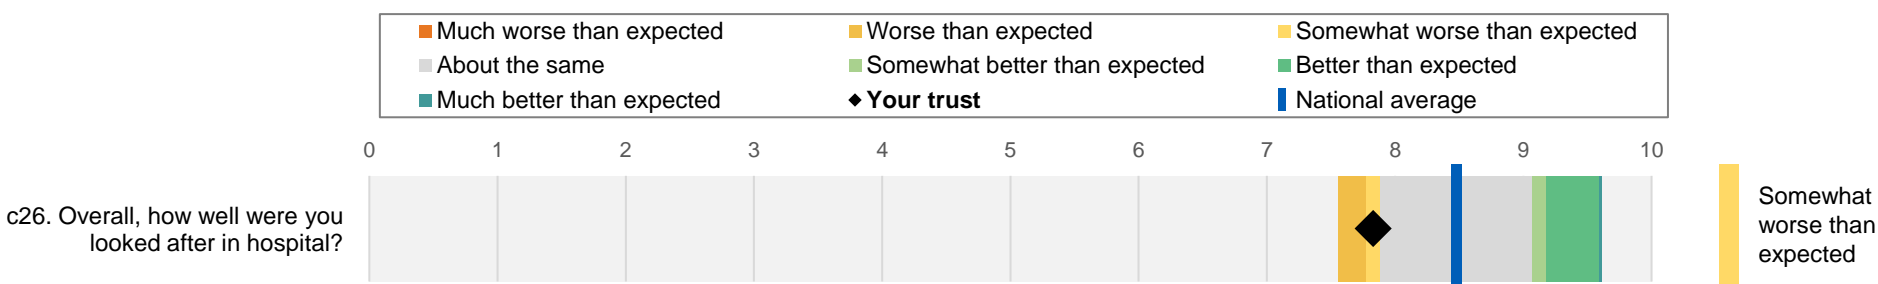 Much worse than expected
Worse than expected
Somewhat worse than expected
About the same
Somewhat better than expected
Better than expected
Much better than expected
Your trust
National average
0 1 2 3 4 5 6 7 8 9 10
c26. Overall, how well were you
looked after in hospital?
Somewhat
worse than
expected